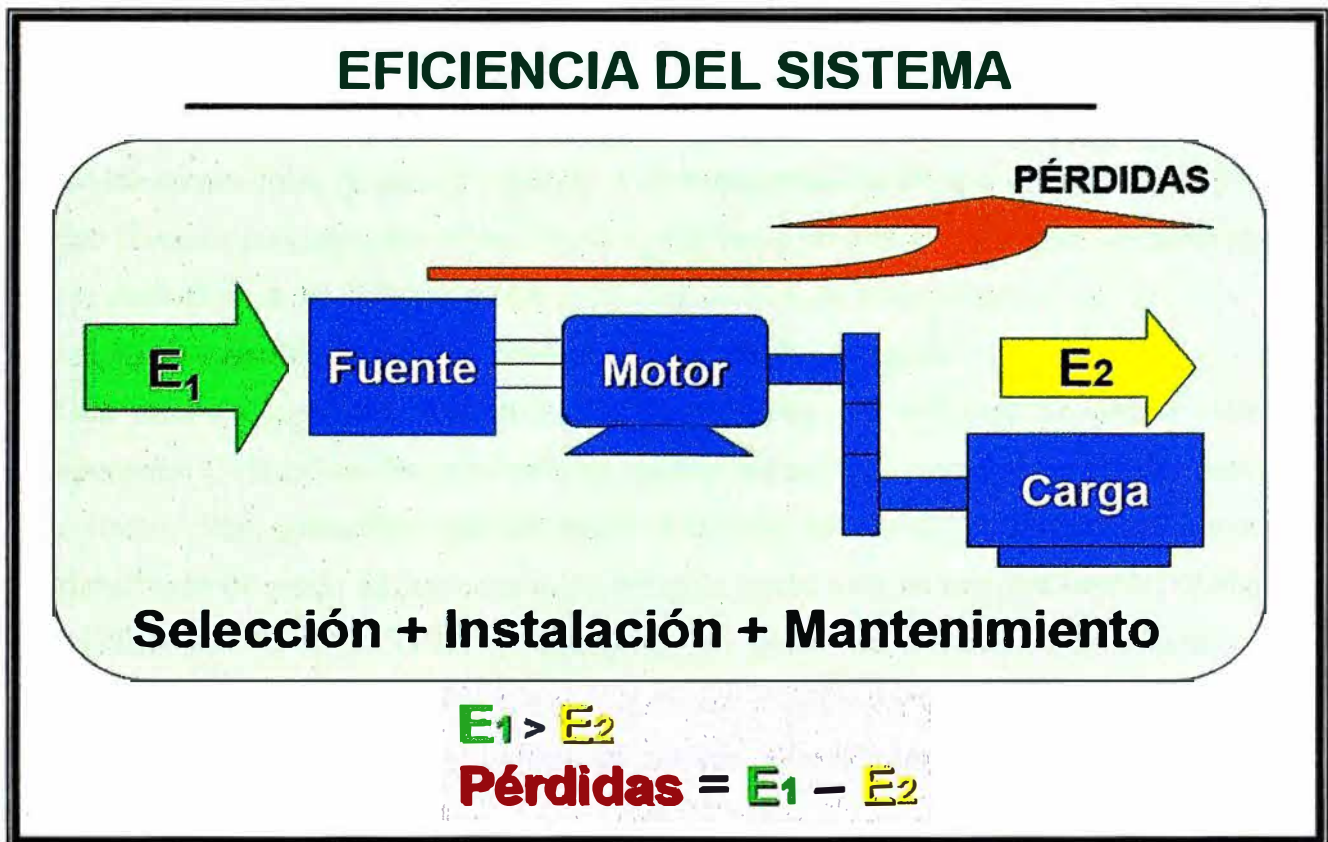 EFICIENCIA DEL SISTEMA
PÉRDIDAS
E1
Fuente
Motor
E2
Carga
Selección + Instalación + Mantenimiento
E1 > E2
Pérdidas = E1 – E2